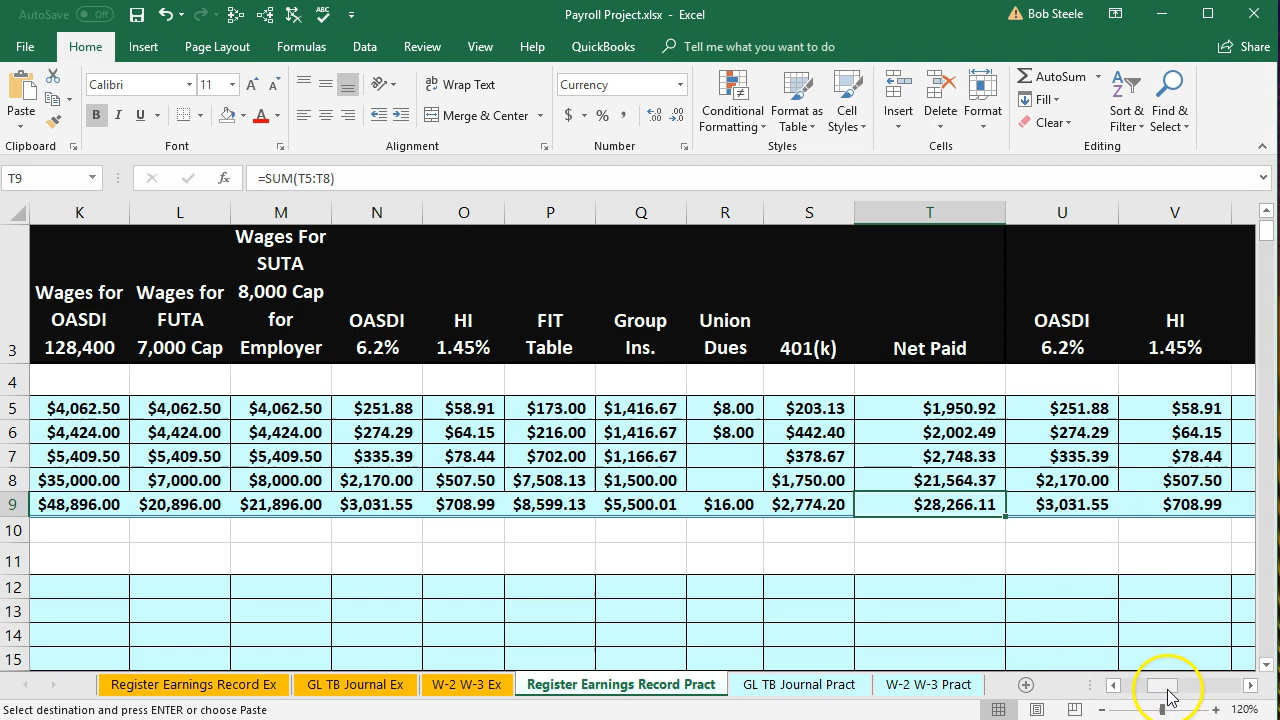 AutoSave Off Payroll Project.xlsx - Excel Bob Steele
File Home Insert Page Layout Formulas Data Review View Help QuickBooks Tell me what you want to do Share
Paste Calibri 11 Wrap Text Currency Conditional Formatting Format as Table Cell Styles Insert Delete Format AutoSum Sort & Filter Find & Select
B I U A Merge & Center $ % , Fill
Clear
Clipboard Font Alignment Number Styles Cells Editing
T9 fx =SUM(T5:T8)
K L M N O P Q R S T U V
3 Wages for OASDI 128,400 Wages for FUTA 7,000 Cap Wages For SUTA 8,000 Cap for Employer OASDI 6.2% HI 1.45% FIT Table Group Ins. Union Dues 401(k) Net Paid OASDI 6.2% HI 1.45%
4
5 $4,062.50 $4,062.50 $4,062.50 $251.88 $58.91 $173.00 $1,416.67 $8.00 $203.13 $1,950.92 $251.88 $58.91
6 $4,424.00 $4,424.00 $4,424.00 $274.29 $64.15 $216.00 $1,416.67 $8.00 $442.40 $2,002.49 $274.29 $64.15
7 $5,409.50 $5,409.50 $5,409.50 $335.39 $78.44 $702.00 $1,166.67 $378.67 $2,748.33 $335.39 $78.44
8 $35,000.00 $7,000.00 $8,000.00 $2,170.00 $507.50 $7,508.13 $1,500.00 $1,750.00 $21,564.37 $2,170.00 $507.50
9 $48,896.00 $20,896.00 $21,896.00 $3,031.55 $708.99 $8,599.13 $5,500.01 $16.00 $2,774.20 $28,266.11 $3,031.55 $708.99
10
11
12
13
14
15
Register Earnings Record Ex GL TB Journal Ex W-2 W-3 Ex Register Earnings Record Pract GL TB Journal Pract W-2 W-3 Pract
Select destination and press ENTER or choose Paste 120%